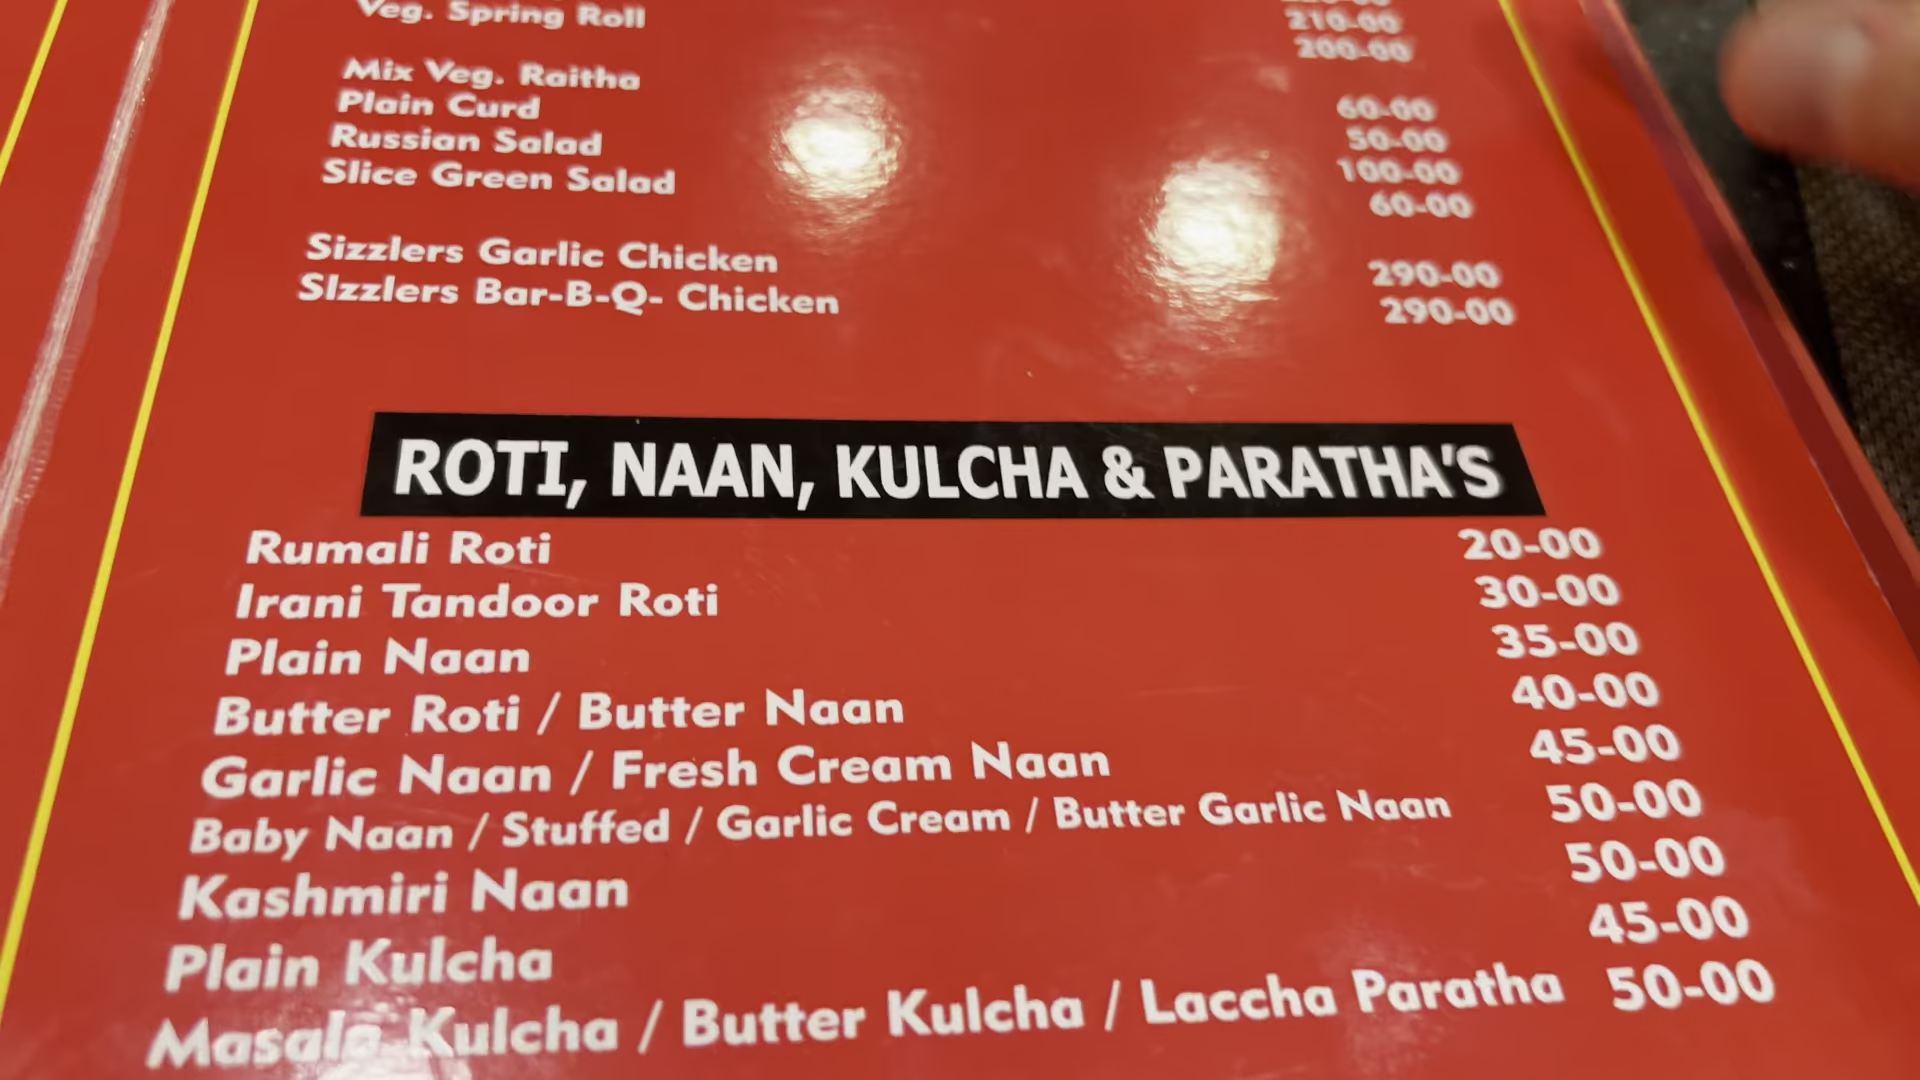 Veg. Spring Roll
210-00
200-00
Mix Veg. Raitha 60-00
Plain Curd 50-00
Russian Salad 100-00
Slice Green Salad 60-00
Sizzlers Garlic Chicken 290-00
SIzzlers Bar-B-Q- Chicken 290-00
ROTI, NAAN, KULCHA & PARATHA'S
Rumali Roti 20-00
Irani Tandoor Roti 30-00
Plain Naan 35-00
Butter Roti / Butter Naan 40-00
Garlic Naan / Fresh Cream Naan 45-00
Baby Naan / Stuffed / Garlic Cream / Butter Garlic Naan 50-00
Kashmiri Naan 50-00
Plain Kulcha 45-00
Masala Kulcha / Butter Kulcha / Laccha Paratha 50-00